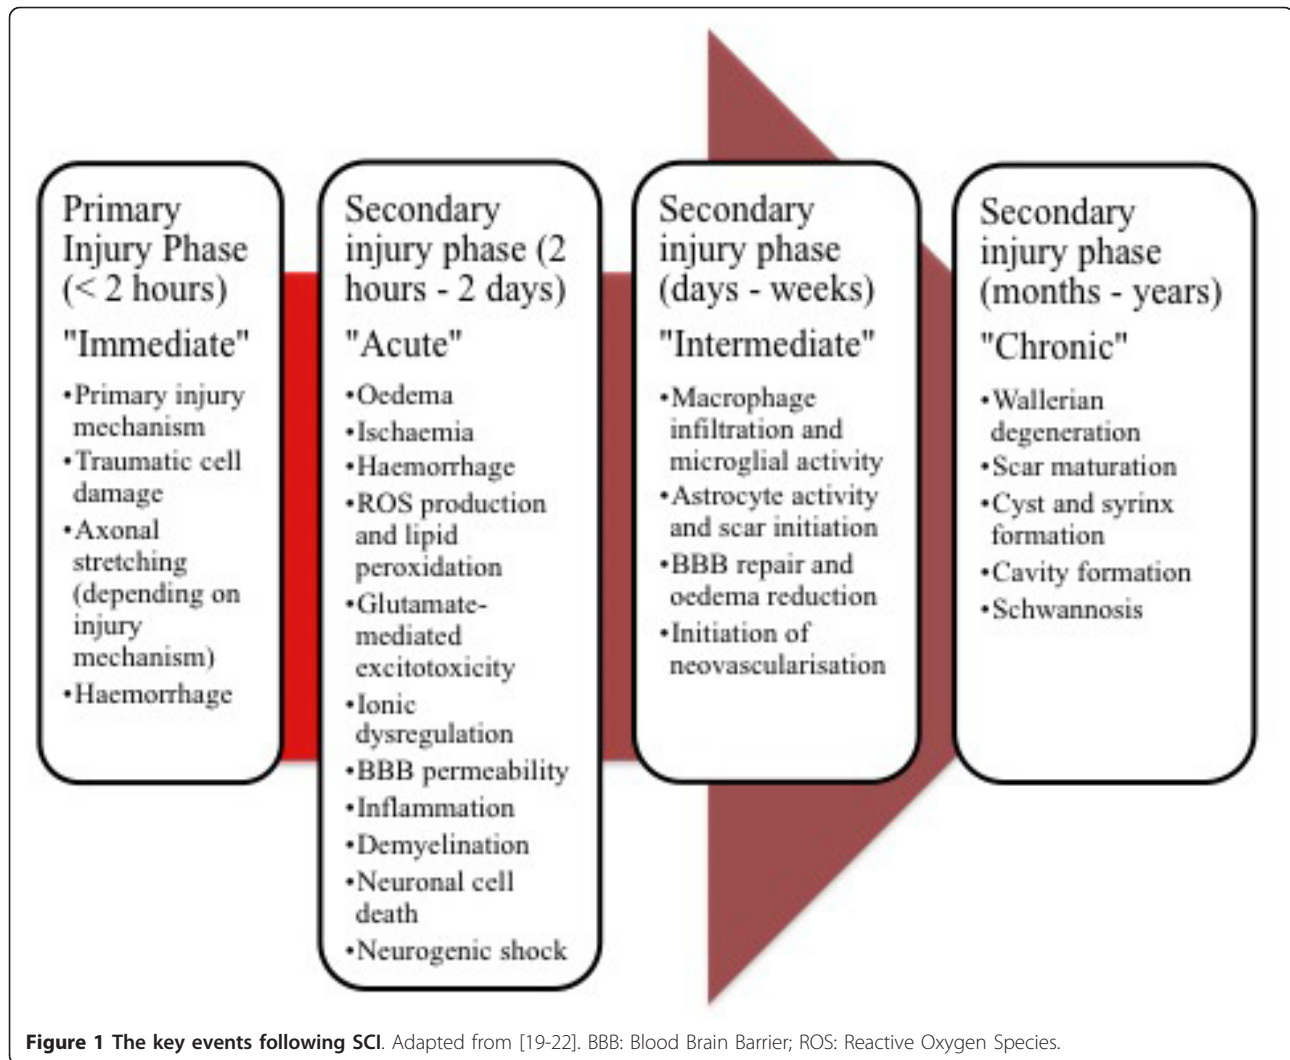 Primary
Injury Phase
(< 2 hours)
"Immediate"
•Primary injury
mechanism
•Traumatic cell
damage
•Axonal
stretching
(depending on
injury
mechanism)
•Haemorrhage
Secondary
injury phase (2
hours - 2 days)
"Acute"
•Oedema
•Ischaemia
•Haemorrhage
•ROS production
and lipid
peroxidation
•Glutamate-
mediated
excitotoxicity
•Ionic
dysregulation
•BBB permeability
•Inflammation
•Demyelination
•Neuronal cell
death
•Neurogenic shock
Secondary
injury phase
(days - weeks)
"Intermediate"
•Macrophage
infiltration and
microglial activity
•Astrocyte activity
and scar initiation
•BBB repair and
oedema reduction
•Initiation of
neovascularisation
Secondary
injury phase
(months - years)
"Chronic"
•Wallerian
degeneration
•Scar maturation
•Cyst and syrinx
formation
•Cavity formation
•Schwannosis
Figure 1 The key events following SCI. Adapted from [19-22]. BBB: Blood Brain Barrier; ROS: Reactive Oxygen Species.